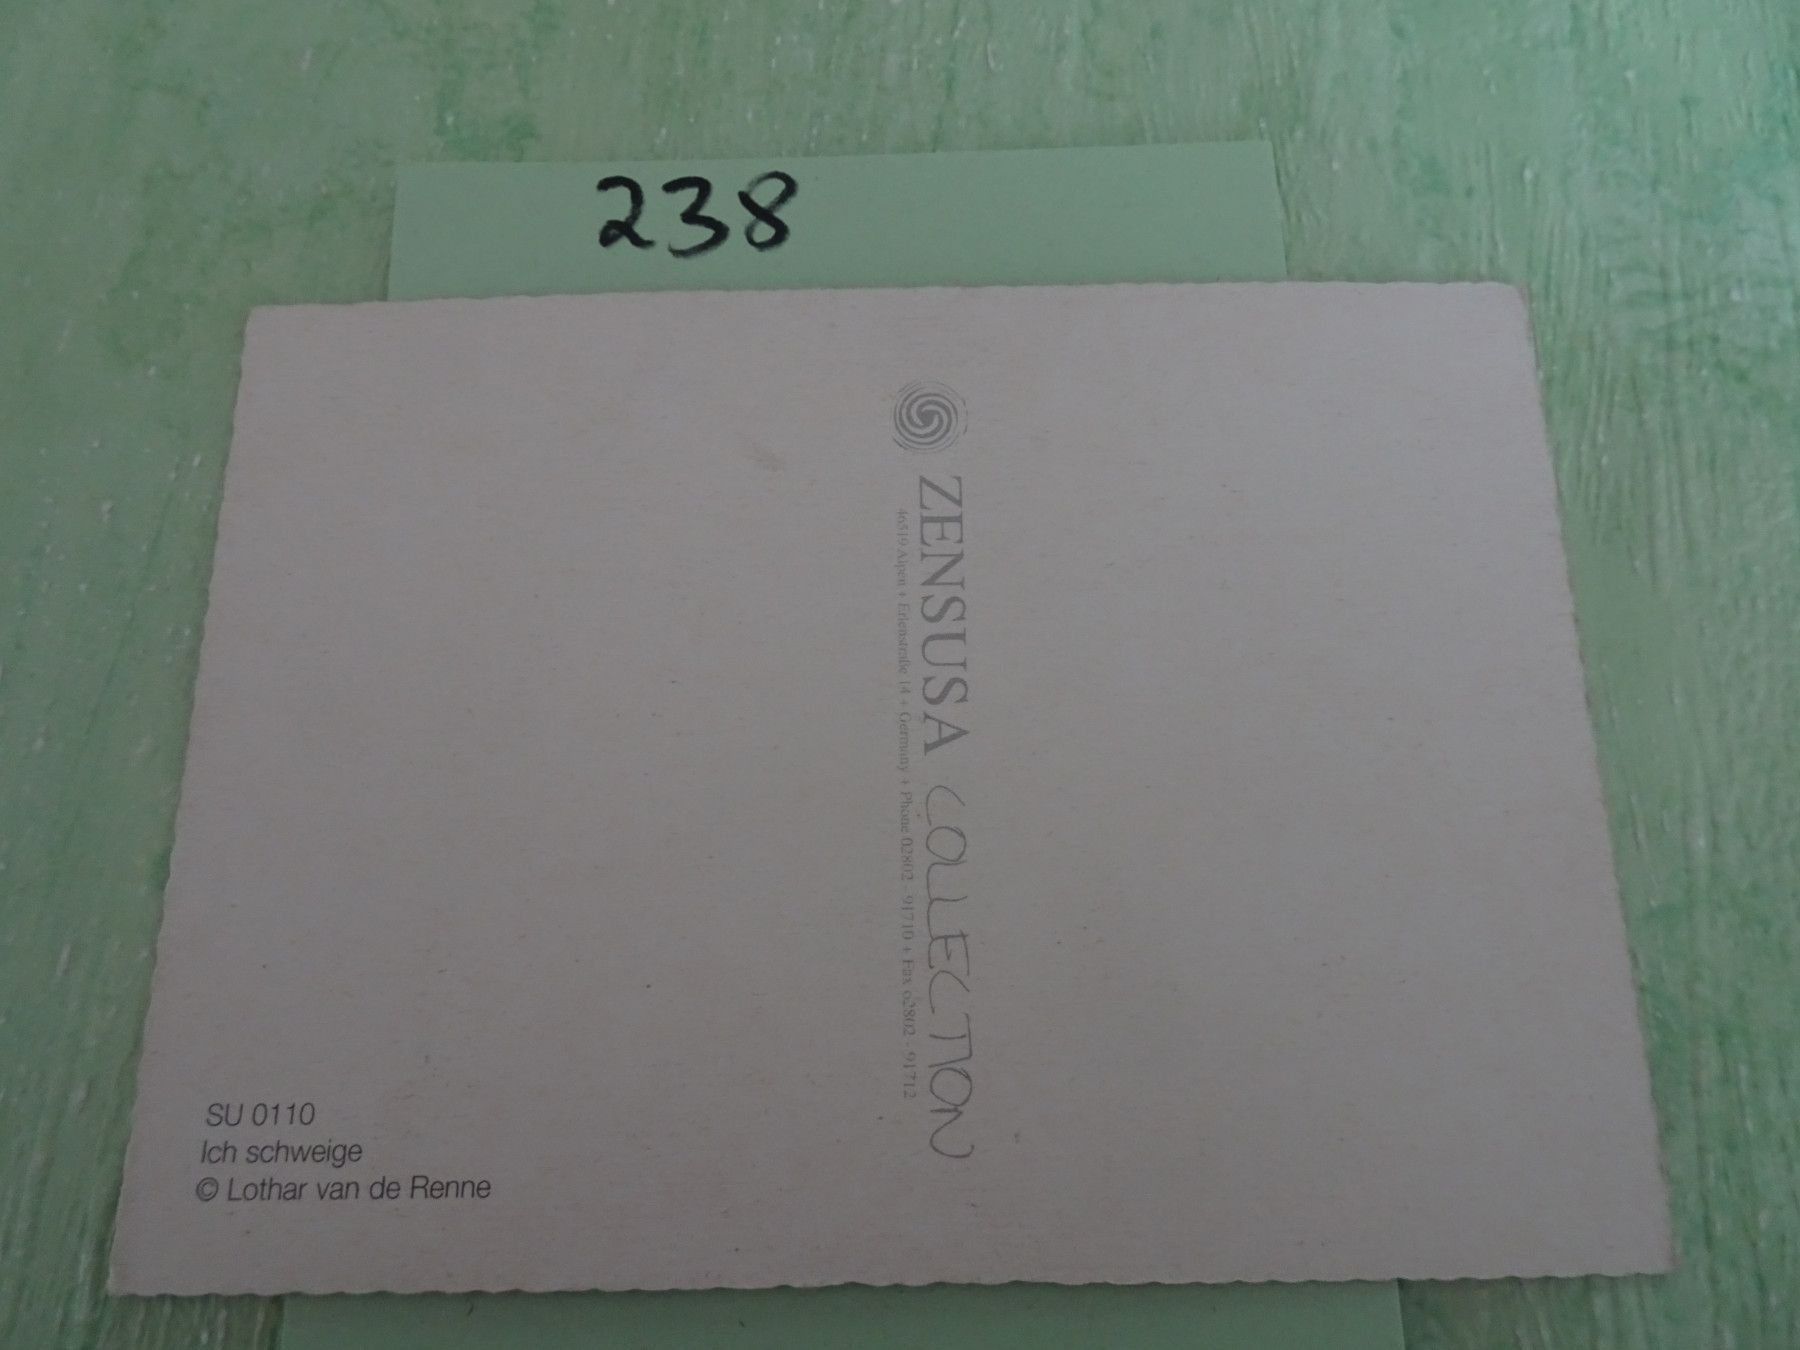 238
ZENSUSA COLLECTION
46519 Alpen + Erlenstraße 14 + Germany + Phone 02802 - 91710 + Fax 02802 - 91712
SU 0110
Ich schweige
© Lothar van de Renne